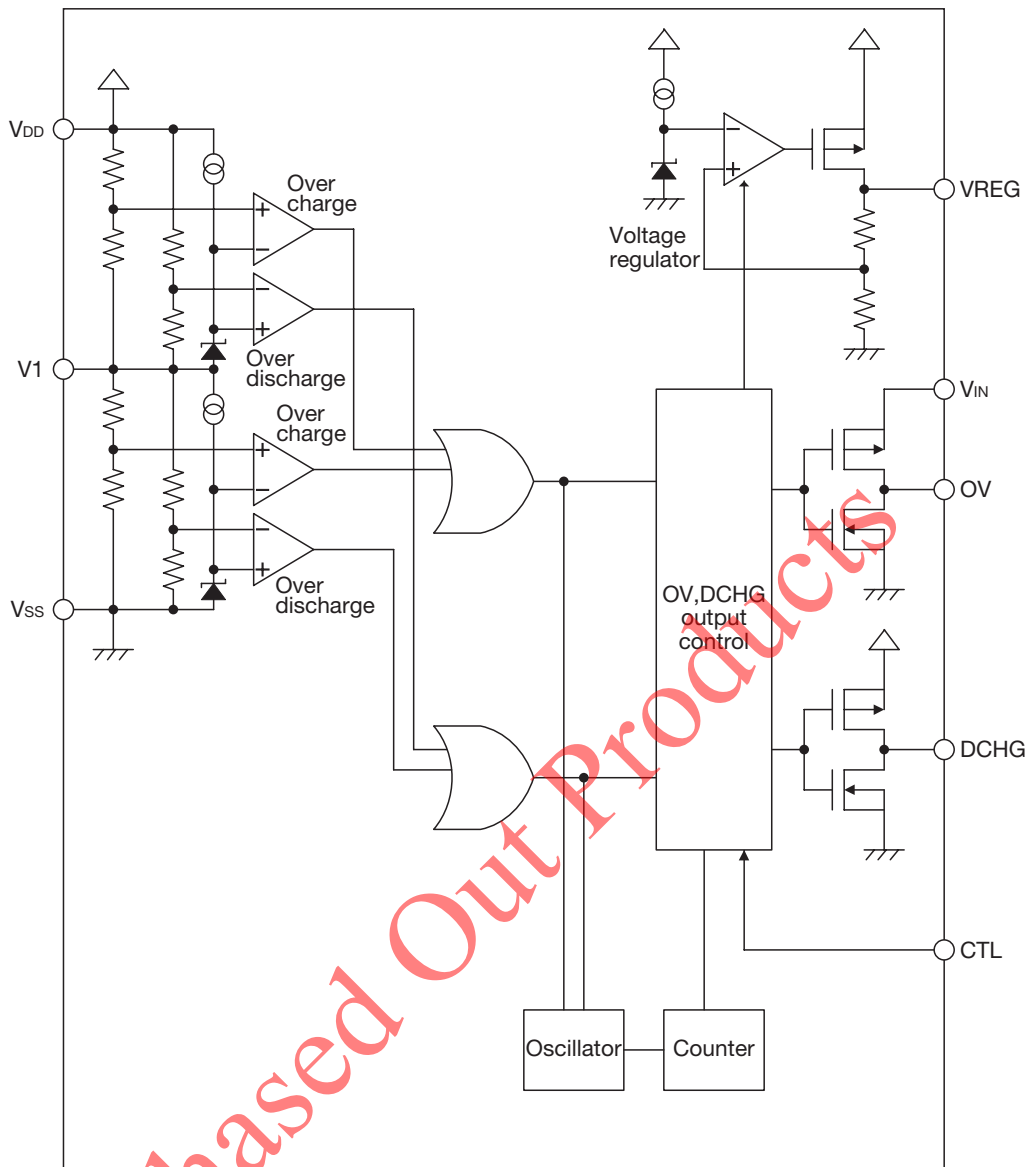 VDD
V1
VSS
Over
charge
Over
discharge
Over
charge
Over
discharge
+
−
−
+
+
−
−
+
−
+
Voltage
regulator
VREG
VIN
OV
OV,DCHG
output
control
DCHG
CTL
Oscillator
Counter
Out Products